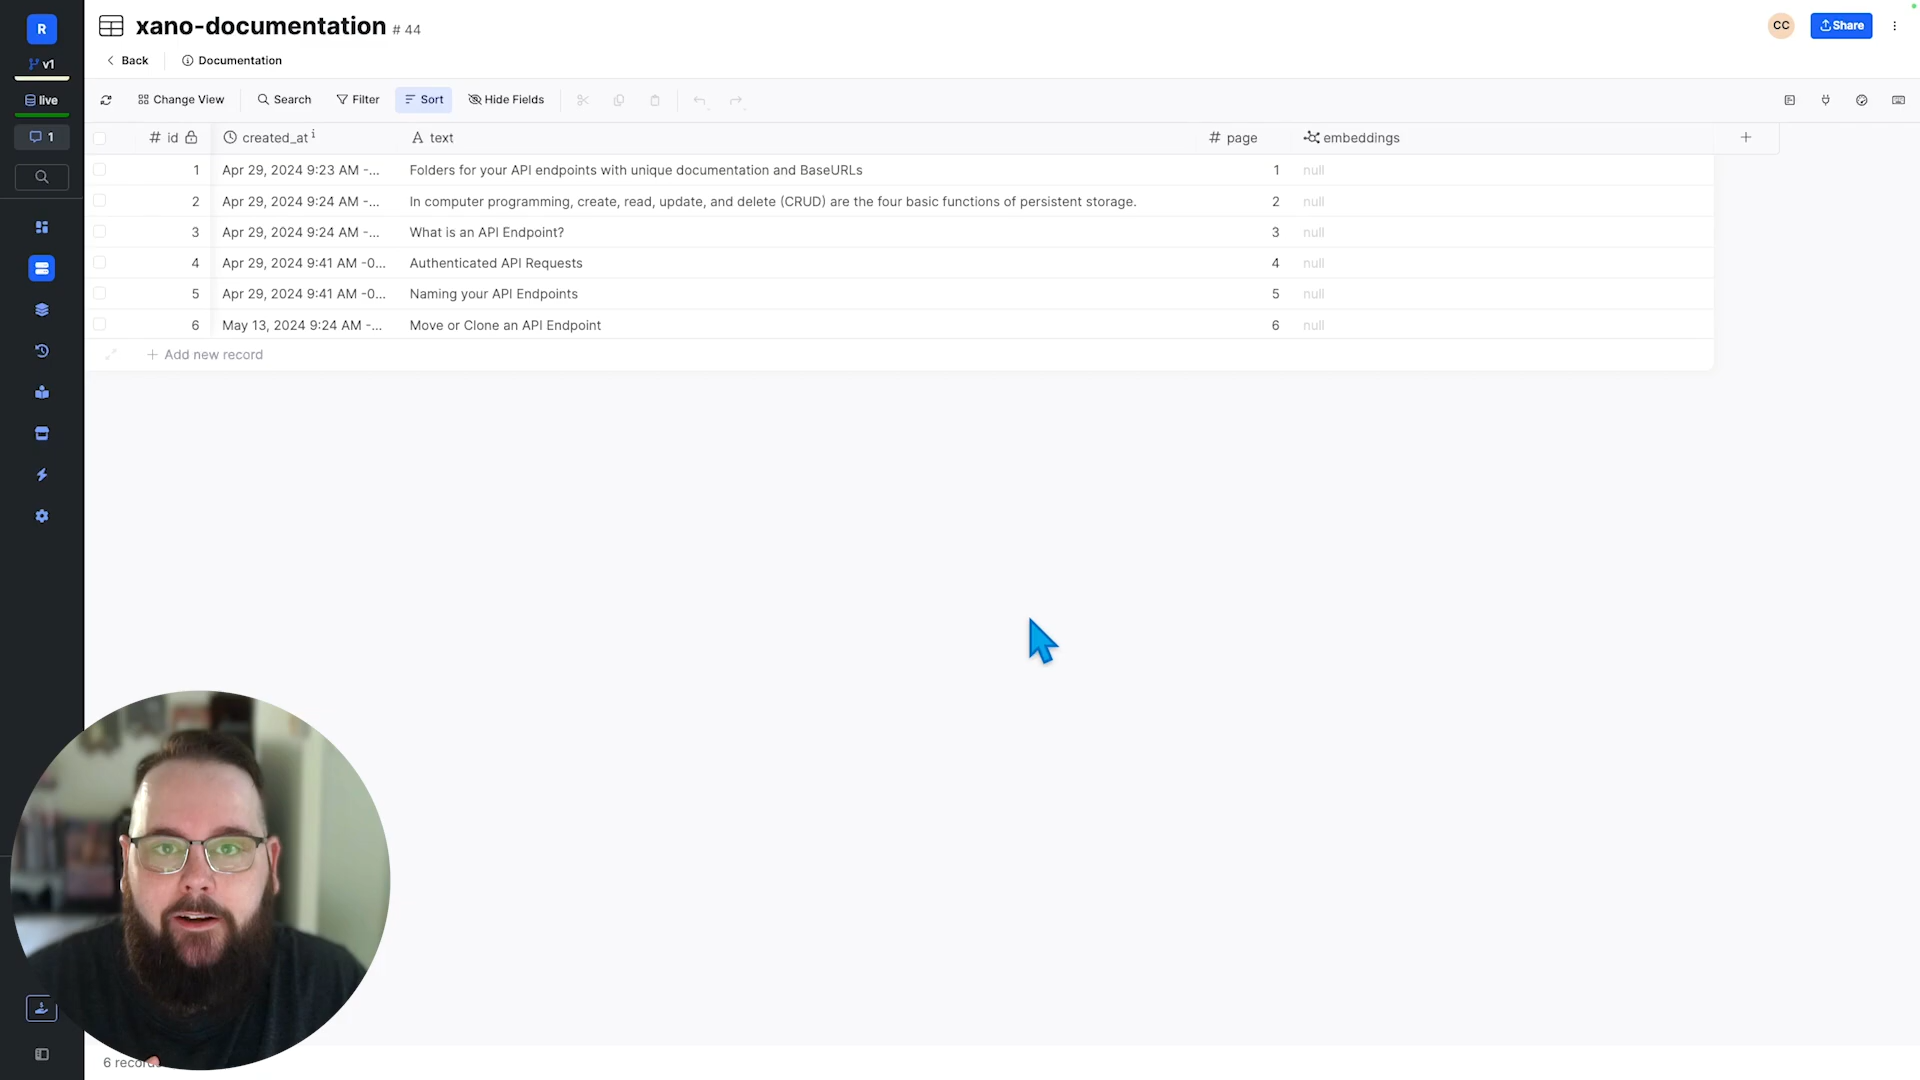 R
xano-documentation # 44
CC
Share
v1
Back
Documentation
live
Change View
Search
Filter
Sort
Hide Fields
1
# id
created_at i
text
# page
embeddings
1
Apr 29, 2024 9:23 AM -...
Folders for your API endpoints with unique documentation and BaseURLs
1
null
2
Apr 29, 2024 9:24 AM -...
In computer programming, create, read, update, and delete (CRUD) are the four basic functions of persistent storage.
2
null
3
Apr 29, 2024 9:24 AM -...
What is an API Endpoint?
3
null
4
Apr 29, 2024 9:41 AM -0...
Authenticated API Requests
4
null
5
Apr 29, 2024 9:41 AM -0...
Naming your API Endpoints
5
null
6
May 13, 2024 9:24 AM -...
Move or Clone an API Endpoint
6
null
+ Add new record
6